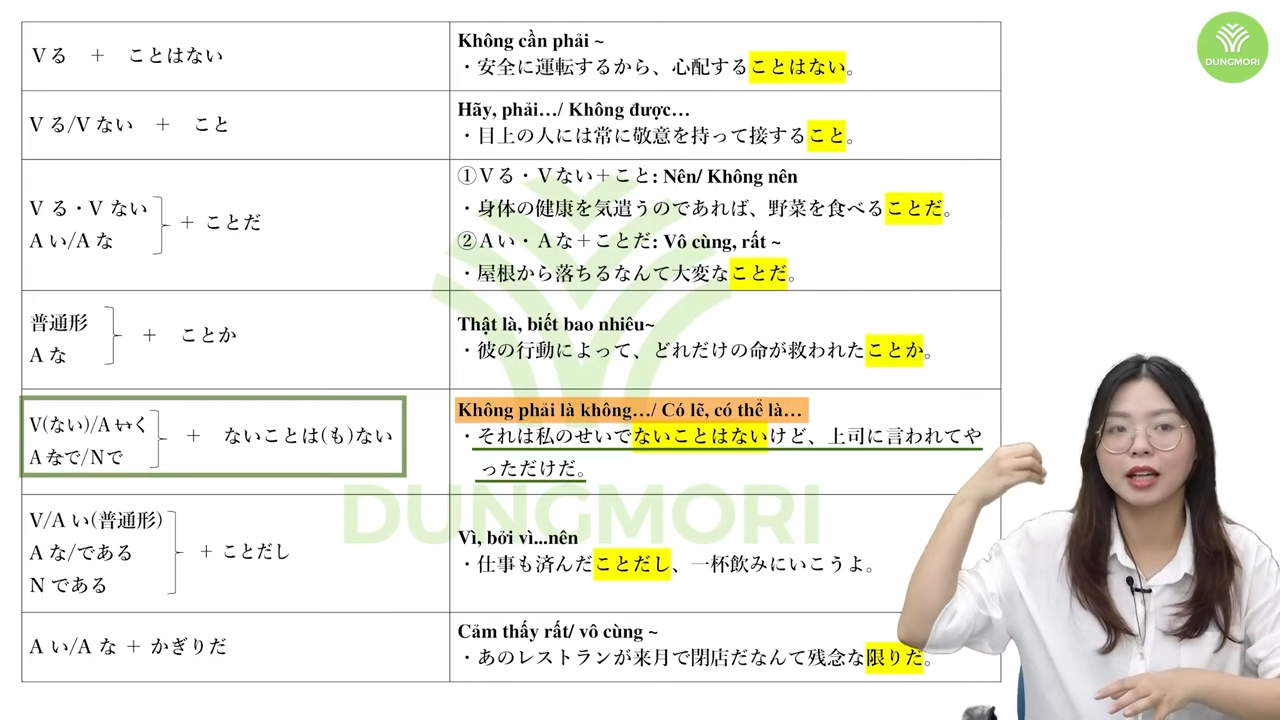 Ｖる ＋ ことはない
Không cần phải ~
・安全に運転するから、心配することはない。
Ｖる/Ｖない ＋ こと
Hãy, phải…/ Không được…
・目上の人には常に敬意を持って接すること。
Ｖる・Ｖない
Ａい/Ａな
＋ ことだ
①Ｖる・Ｖない＋こと: Nên/ Không nên
・身体の健康を気遣うのであれば、野菜を食べることだ。
②Ａい・Ａな＋ことだ: Vô cùng, rất ~
・屋根から落ちるなんて大変なことだ。
普通形
Ａな
＋ ことか
Thật là, biết bao nhiêu~
・彼の行動によって、どれだけの命が救われたことか。
Ｖ(ない)/Ａいく
Ａなで/Ｎで
＋ ないことは(も)ない
Không phải là không…/ Có lẽ, có thể là…
・それは私のせいでないことはないけど、上司に言われてや
っただけだ。
Ｖ/Ａい(普通形)
Ａな/である
Ｎである
＋ ことだし
Vì, bởi vì...nên
・仕事も済んだことだし、一杯飲みにいこうよ。
Ａい/Ａな ＋ かぎりだ
Cảm thấy rất/ vô cùng ~
・あのレストランが来月で閉店だなんて残念な限りだ。
DUNGMORI
DUNGMORI